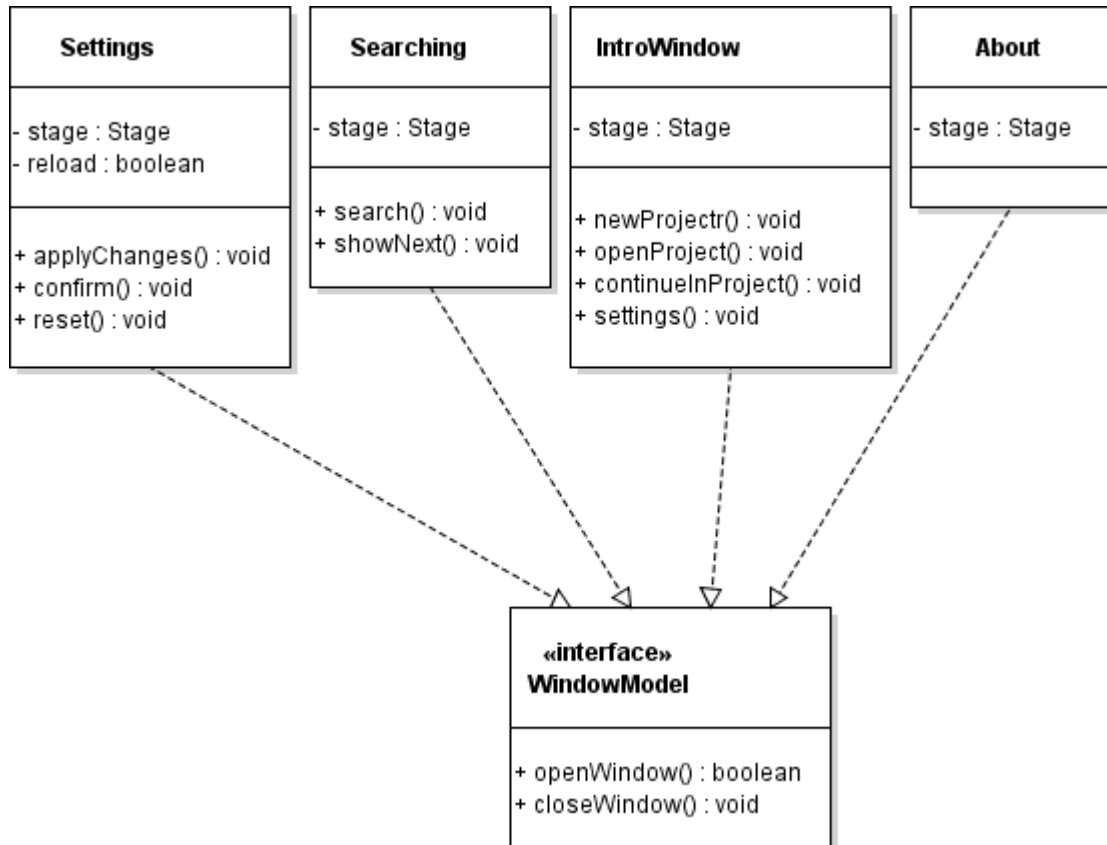 Settings
- stage : Stage
- reload : boolean
+ applyChanges() : void
+ confirm() : void
+ reset() : void
Searching
- stage : Stage
+ search() : void
+ showNext() : void
IntroWindow
- stage : Stage
+ newProjectr() : void
+ openProject() : void
+ continueInProject() : void
+ settings() : void
About
- stage : Stage
«interface»
WindowModel
+ openWindow() : boolean
+ closeWindow() : void